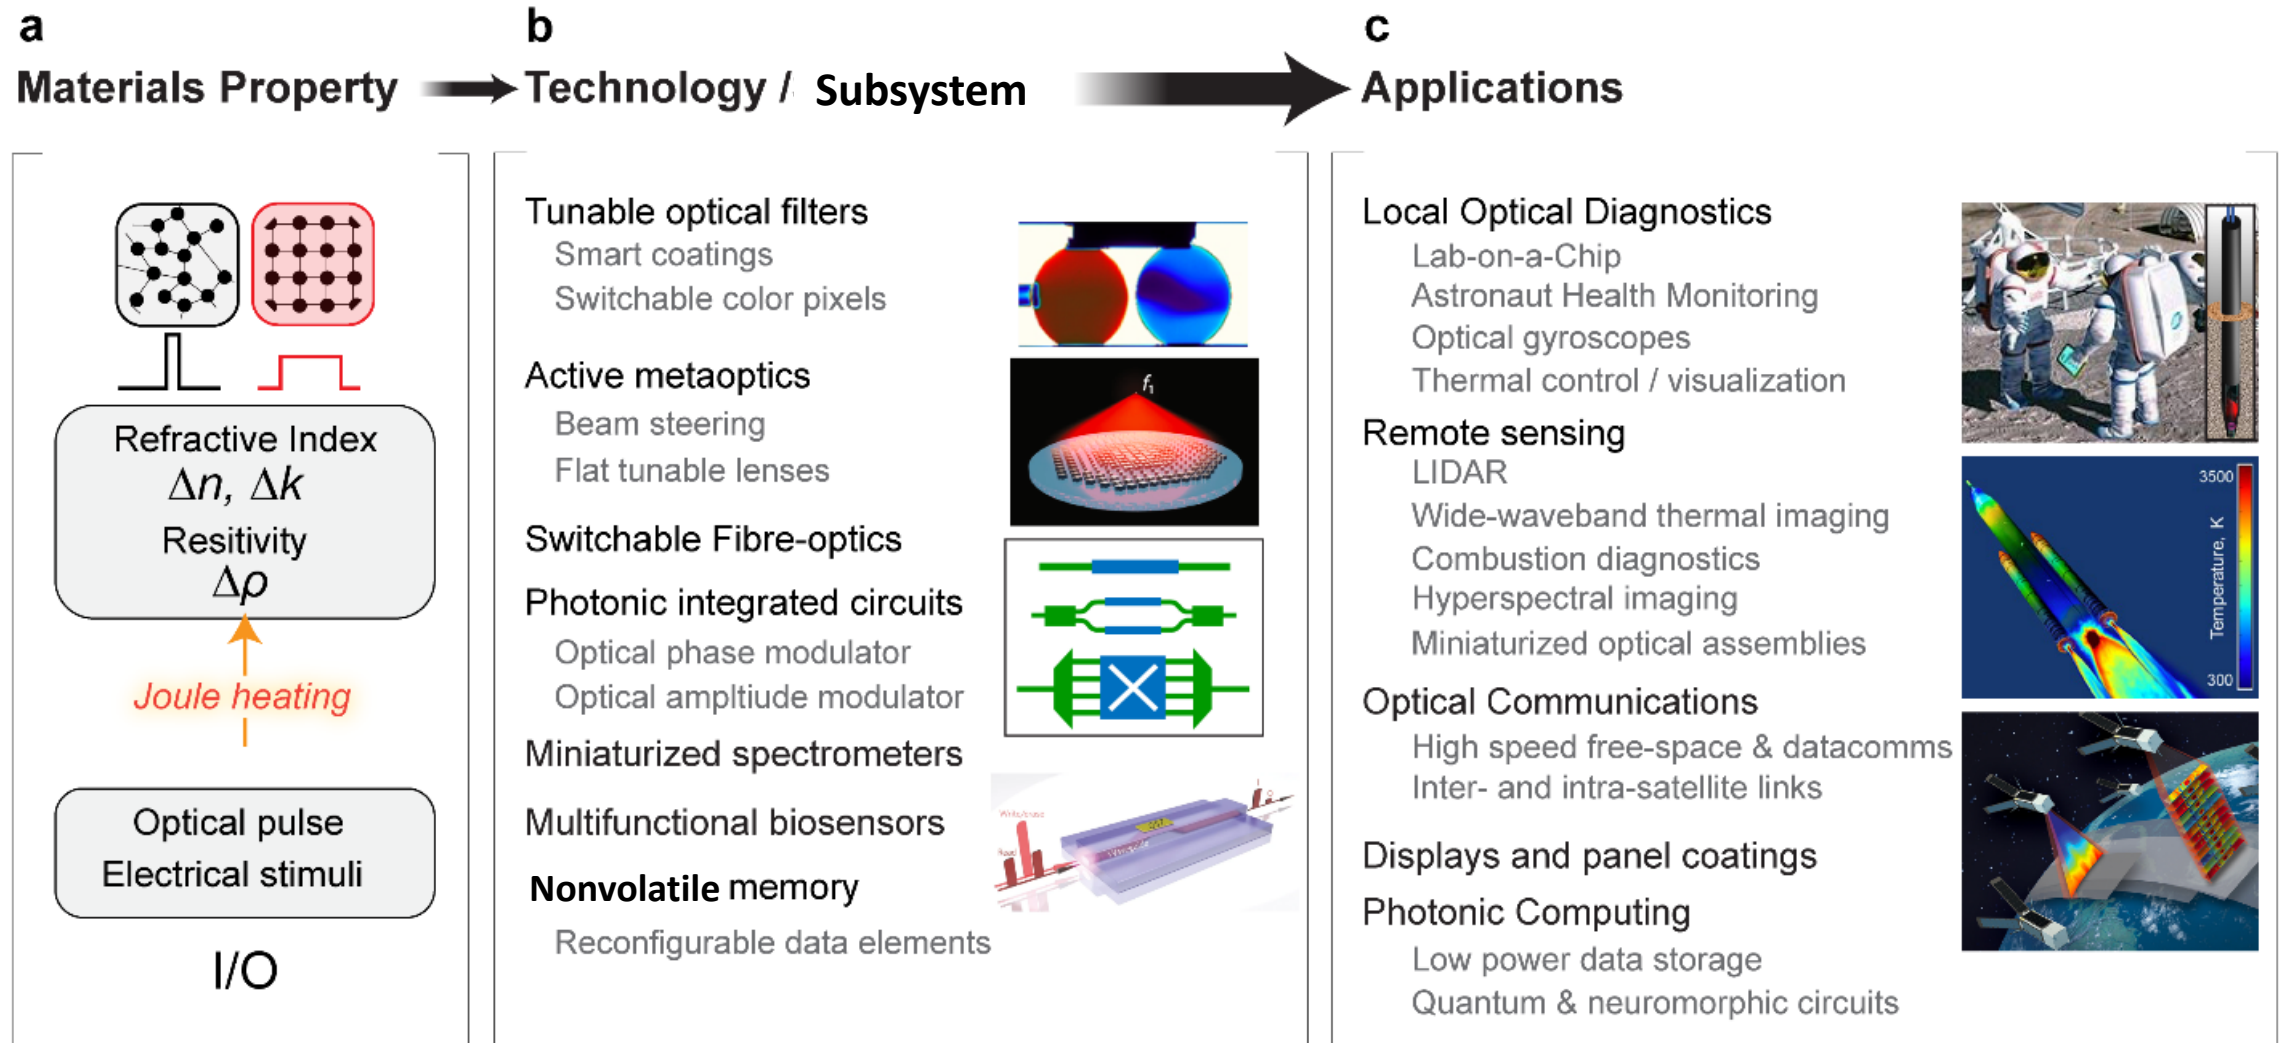 a
Materials Property
b
Technology / Subsystem
c
Applications
Refractive Index
Δn, Δk
Resitivity
Δρ
Joule heating
Optical pulse
Electrical stimuli
I/O
Tunable optical filters
Smart coatings
Switchable color pixels
Active metaoptics
Beam steering
Flat tunable lenses
Switchable Fibre-optics
Photonic integrated circuits
Optical phase modulator
Optical ampltiude modulator
Miniaturized spectrometers
Multifunctional biosensors
Nonvolatile memory
Reconfigurable data elements
f1
Write/erase
Read
Waveguide
Local Optical Diagnostics
Lab-on-a-Chip
Astronaut Health Monitoring
Optical gyroscopes
Thermal control / visualization
Remote sensing
LIDAR
Wide-waveband thermal imaging
Combustion diagnostics
Hyperspectral imaging
Miniaturized optical assemblies
Optical Communications
High speed free-space & datacomms
Inter- and intra-satellite links
Displays and panel coatings
Photonic Computing
Low power data storage
Quantum & neuromorphic circuits
3500
Temperature, K
300